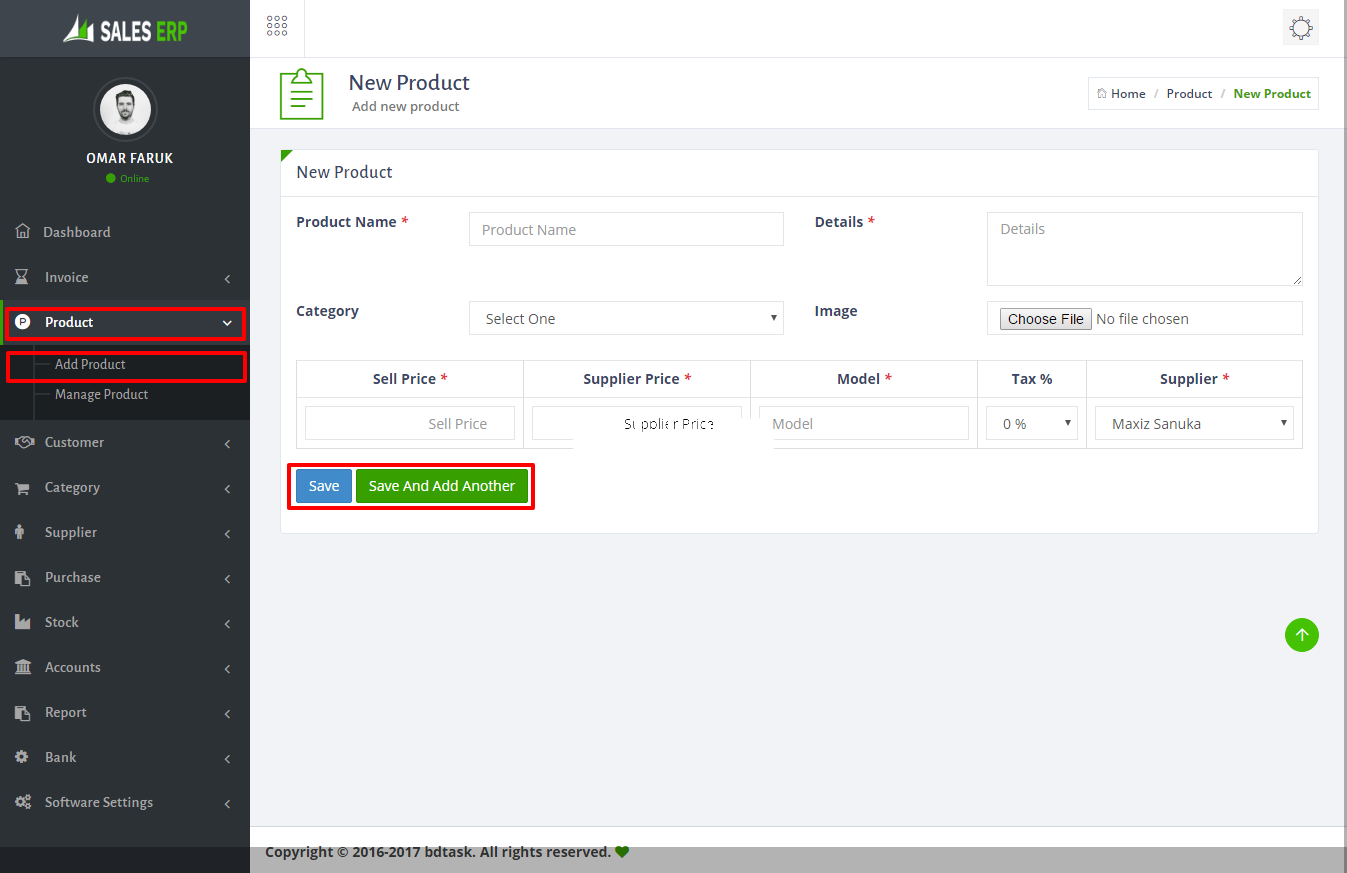 SALES ERP
OMAR FARUK
Online
Dashboard
Invoice
P Product
Add Product
Manage Product
Customer
Category
Supplier
Purchase
Stock
Accounts
Report
Bank
Software Settings
New Product
Add new product
Home / Product / New Product
New Product
Product Name *
Product Name
Details *
Details
Category
Select One
Image
Choose File No file chosen
Sell Price * Supplier Price * Model * Tax % Supplier *
Sell Price Supplier Price Model 0 % Maxiz Sanuka
Save Save And Add Another
Copyright © 2016-2017 bdtask. All rights reserved.